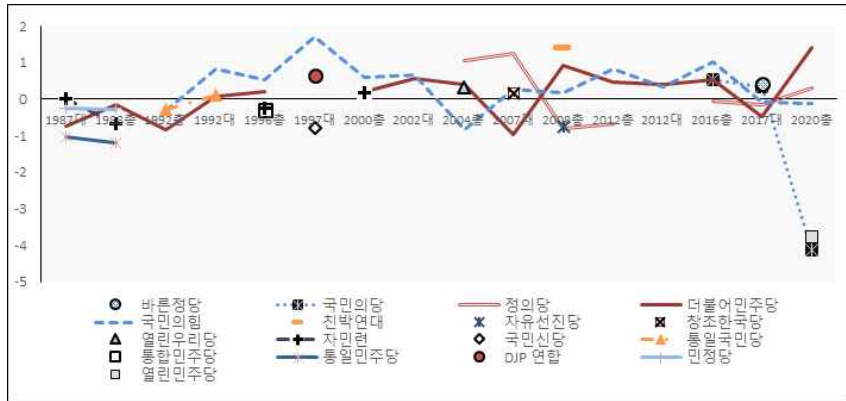 2
1
0
-1
-2
-3
-4
-5
1987대 1988총 1992총 1992대 1996총 1997대 2000총 2002대 2004총 2007대 2008총 2012총 2012대 2016총 2017대 2020총
바른정당 국민의당 정의당 더불어민주당
국민의힘 친박연대 자유선진당 창조한국당
열린우리당 자민련 국민신당 통일국민당
통합민주당 통일민주당 DJP 연합 민정당
열린민주당